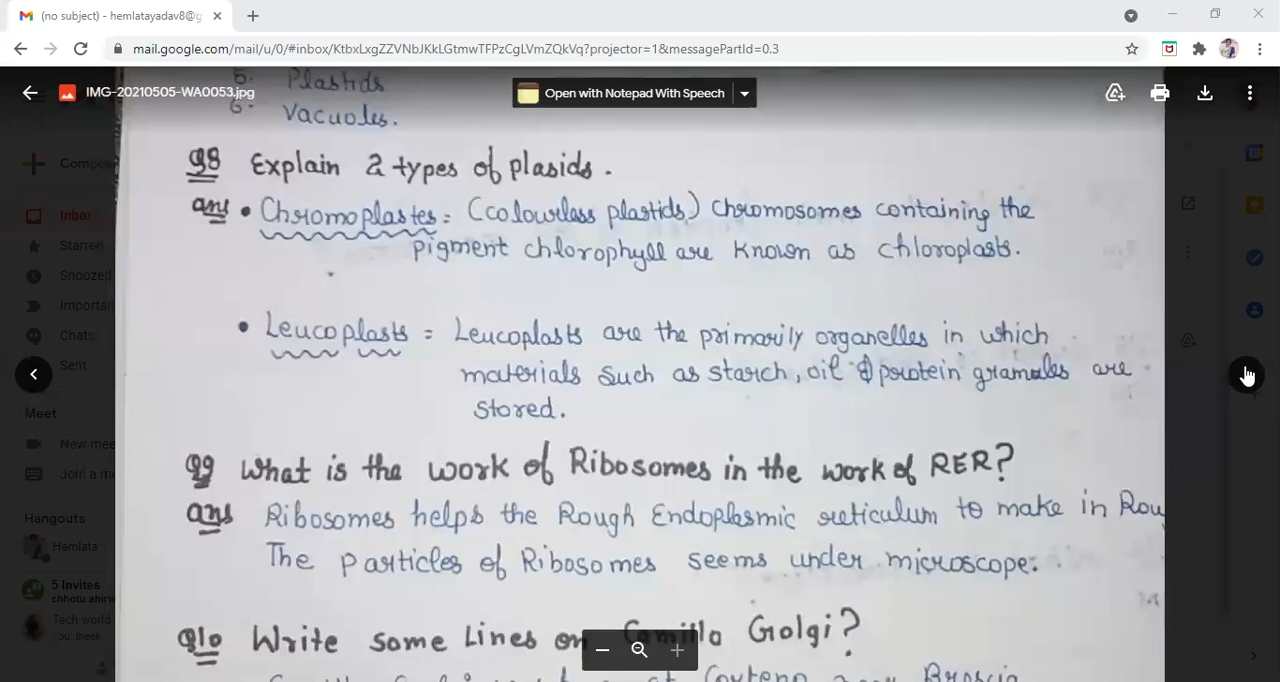 (no subject) - hemlatayadav8@g
mail.google.com/mail/u/0/#inbox/KtbxLxgZZVNbJKkLGtmwTFPzCgLVmZQkVq?projector=1&messagePartId=0.3
IMG-20210505-WA0053.jpg
Open with Notepad With Speech
Compos
Inbo
Starred
Snoozed
Importan
Chats
Sent
Meet
New mee
Join a m
Hangouts
Hemlata
5 Invites
chhotu ahirw
Tech world
5. Plastids
6. Vacuoles.
Q8 Explain 2 types of plasids.
ans • Chromoplastes = (colourless plastids) chromosomes containing the
pigment chlorophyll are known as chloroplasts.
• Leucoplasts = Leucoplasts are the primarily organelles in which
materials such as starch, oil & protein granules are
stored.
Q9 What is the work of Ribosomes in the work of RER?
ans Ribosomes helps the Rough Endoplasmic reticulum to make in Rou
The particles of Ribosomes seems under microscope.
Q10 Write some lines on Camillo Golgi?